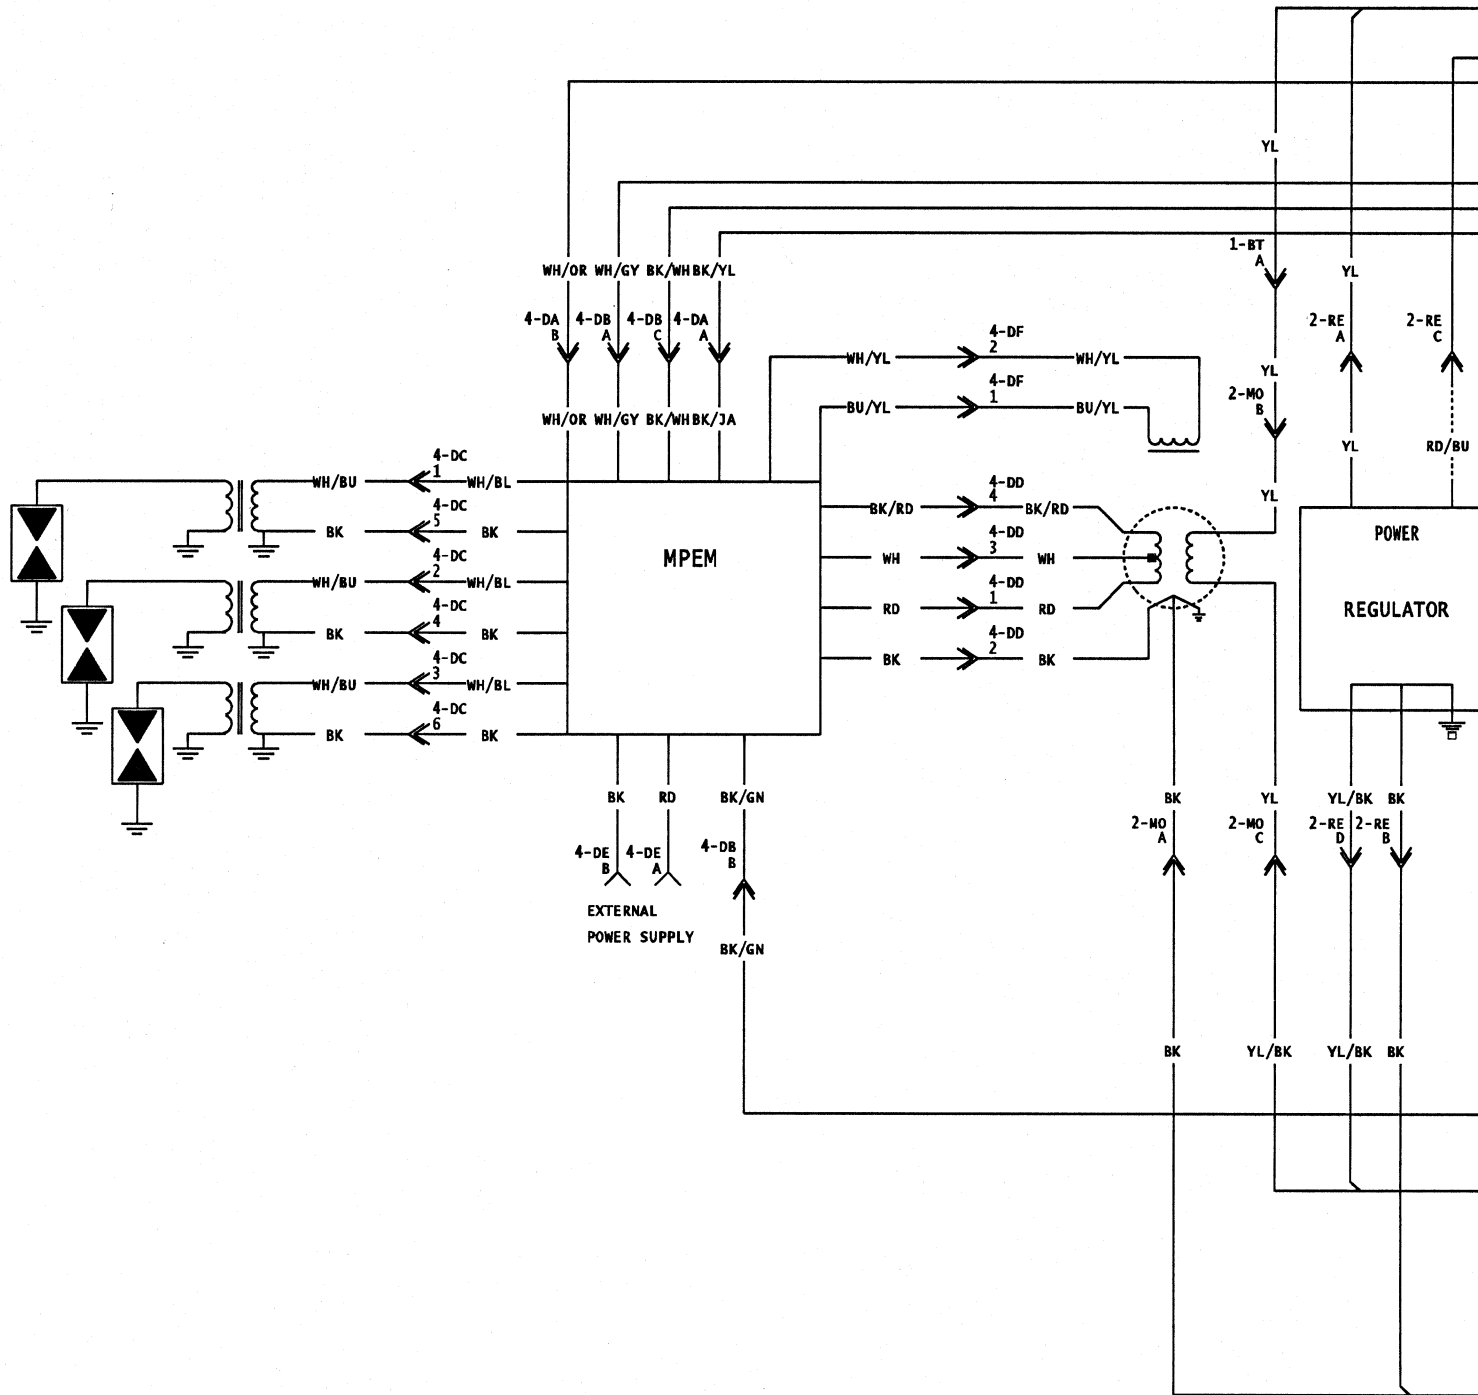 YL
1-BT
A
WH/OR WH/GY BK/WH BK/YL
YL
4-DA
B
4-DB
A
4-DB
C
4-DA
A
2-RE
A
2-RE
C
4-DF
2
WH/YL
WH/YL
YL
4-DF
1
2-MO
B
BU/YL
BU/YL
WH/OR WH/GY BK/WH BK/JA
YL
RD/BU
4-DC
1
WH/BU
WH/BL
4-DD
4
YL
BK/RD
BK/RD
4-DC
5
BK
BK
POWER
4-DD
3
WH
WH
MPEM
4-DC
2
WH/BU
WH/BL
4-DD
1
RD
RD
REGULATOR
4-DC
4
BK
BK
4-DD
2
BK
BK
4-DC
3
WH/BU
WH/BL
4-DC
6
BK
BK
BK
RD
BK/GN
BK
YL
YL/BK
BK
2-MO
A
2-MO
C
2-RE
D
2-RE
B
4-DE
B
4-DE
A
4-DB
B
EXTERNAL
POWER SUPPLY
BK/GN
BK
YL/BK
YL/BK
BK